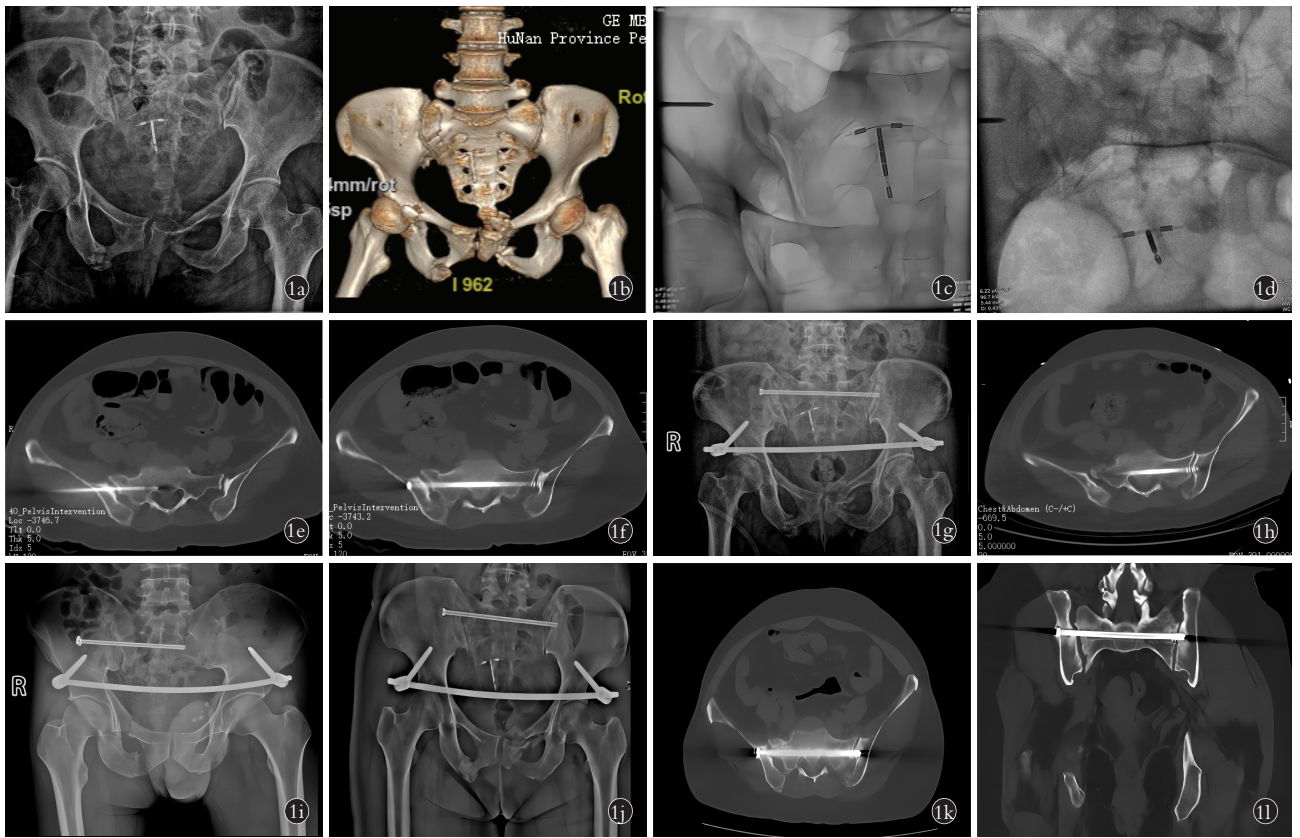 1a
GE ME
HuNan Province Pe
Rot
4mm/rot
sp
I 962
1b
1c
1d
R
40_PelvisIntervention
Loc -3746.7
Tlt 0.0
Thk 5.0
Idx 5
1e
_PelvisIntervention
c -3743.2
t 0.0
k 5.0
x 5
120
1f
R
1g
Chest&Abdomen (C-/+C)
-669.5
0.0
5.0
5.000000
1h
R
1i
1j
1k
1l